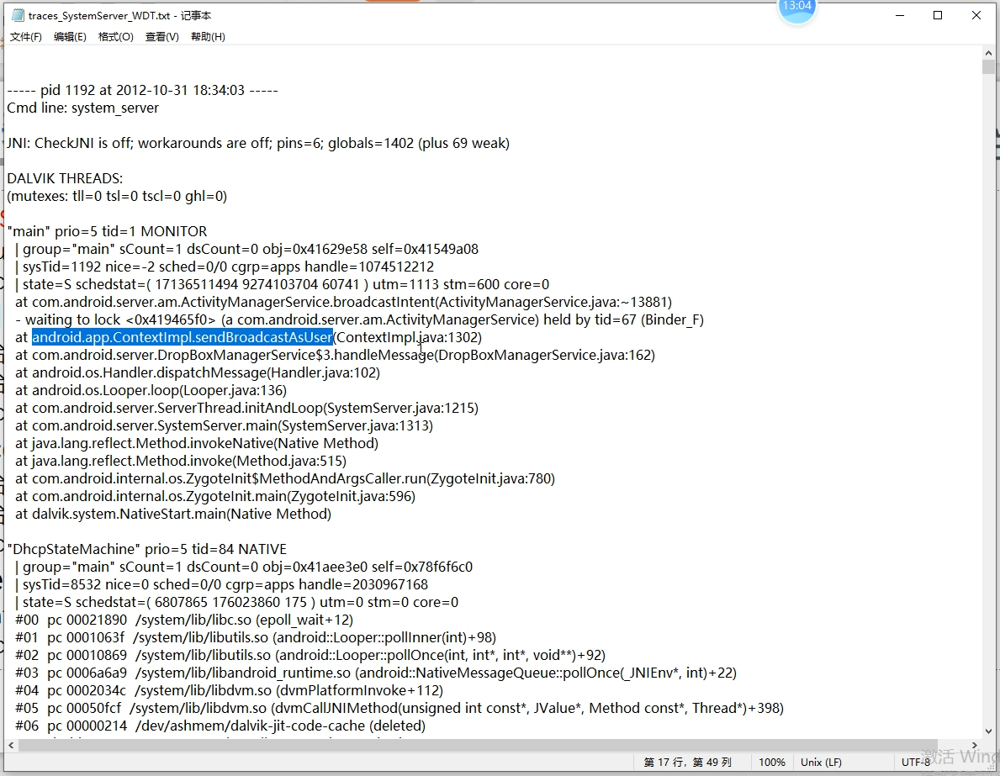 13:04
traces_SystemServer_WDT.txt - 记事本
文件(F) 编辑(E) 格式(O) 查看(V) 帮助(H)
----- pid 1192 at 2012-10-31 18:34:03 -----
Cmd line: system_server
JNI: CheckJNI is off; workarounds are off; pins=6; globals=1402 (plus 69 weak)
DALVIK THREADS:
(mutexes: tll=0 tsl=0 tscl=0 ghl=0)
"main" prio=5 tid=1 MONITOR
| group="main" sCount=1 dsCount=0 obj=0x41629e58 self=0x41549a08
| sysTid=1192 nice=-2 sched=0/0 cgrp=apps handle=1074512212
| state=S schedstat=( 17136511494 9274103704 60741 ) utm=1113 stm=600 core=0
at com.android.server.am.ActivityManagerService.broadcastIntent(ActivityManagerService.java:~13881)
- waiting to lock <0x419465f0> (a com.android.server.am.ActivityManagerService) held by tid=67 (Binder_F)
at android.app.ContextImpl.sendBroadcastAsUser(ContextImpl.java:1302)
at com.android.server.DropBoxManagerService$3.handleMessage(DropBoxManagerService.java:162)
at android.os.Handler.dispatchMessage(Handler.java:102)
at android.os.Looper.loop(Looper.java:136)
at com.android.server.ServerThread.initAndLoop(SystemServer.java:1215)
at com.android.server.SystemServer.main(SystemServer.java:1313)
at java.lang.reflect.Method.invokeNative(Native Method)
at java.lang.reflect.Method.invoke(Method.java:515)
at com.android.internal.os.ZygoteInit$MethodAndArgsCaller.run(ZygoteInit.java:780)
at com.android.internal.os.ZygoteInit.main(ZygoteInit.java:596)
at dalvik.system.NativeStart.main(Native Method)
"DhcpStateMachine" prio=5 tid=84 NATIVE
| group="main" sCount=1 dsCount=0 obj=0x41aee3e0 self=0x78f6f6c0
| sysTid=8532 nice=0 sched=0/0 cgrp=apps handle=2030967168
| state=S schedstat=( 6807865 176023860 175 ) utm=0 stm=0 core=0
#00 pc 00021890 /system/lib/libc.so (epoll_wait+12)
#01 pc 0001063f /system/lib/libutils.so (android::Looper::pollInner(int)+98)
#02 pc 00010869 /system/lib/libutils.so (android::Looper::pollOnce(int, int*, int*, void**)+92)
#03 pc 0006a6a9 /system/lib/libandroid_runtime.so (android::NativeMessageQueue::pollOnce(_JNIEnv*, int)+22)
#04 pc 0002034c /system/lib/libdvm.so (dvmPlatformInvoke+112)
#05 pc 00050fcf /system/lib/libdvm.so (dvmCallJNIMethod(unsigned int const*, JValue*, Method const*, Thread*)+398)
#06 pc 00000214 /dev/ashmem/dalvik-jit-code-cache (deleted)
第 17 行，第 49 列 100% Unix (LF) UTF-8
激活 Wind